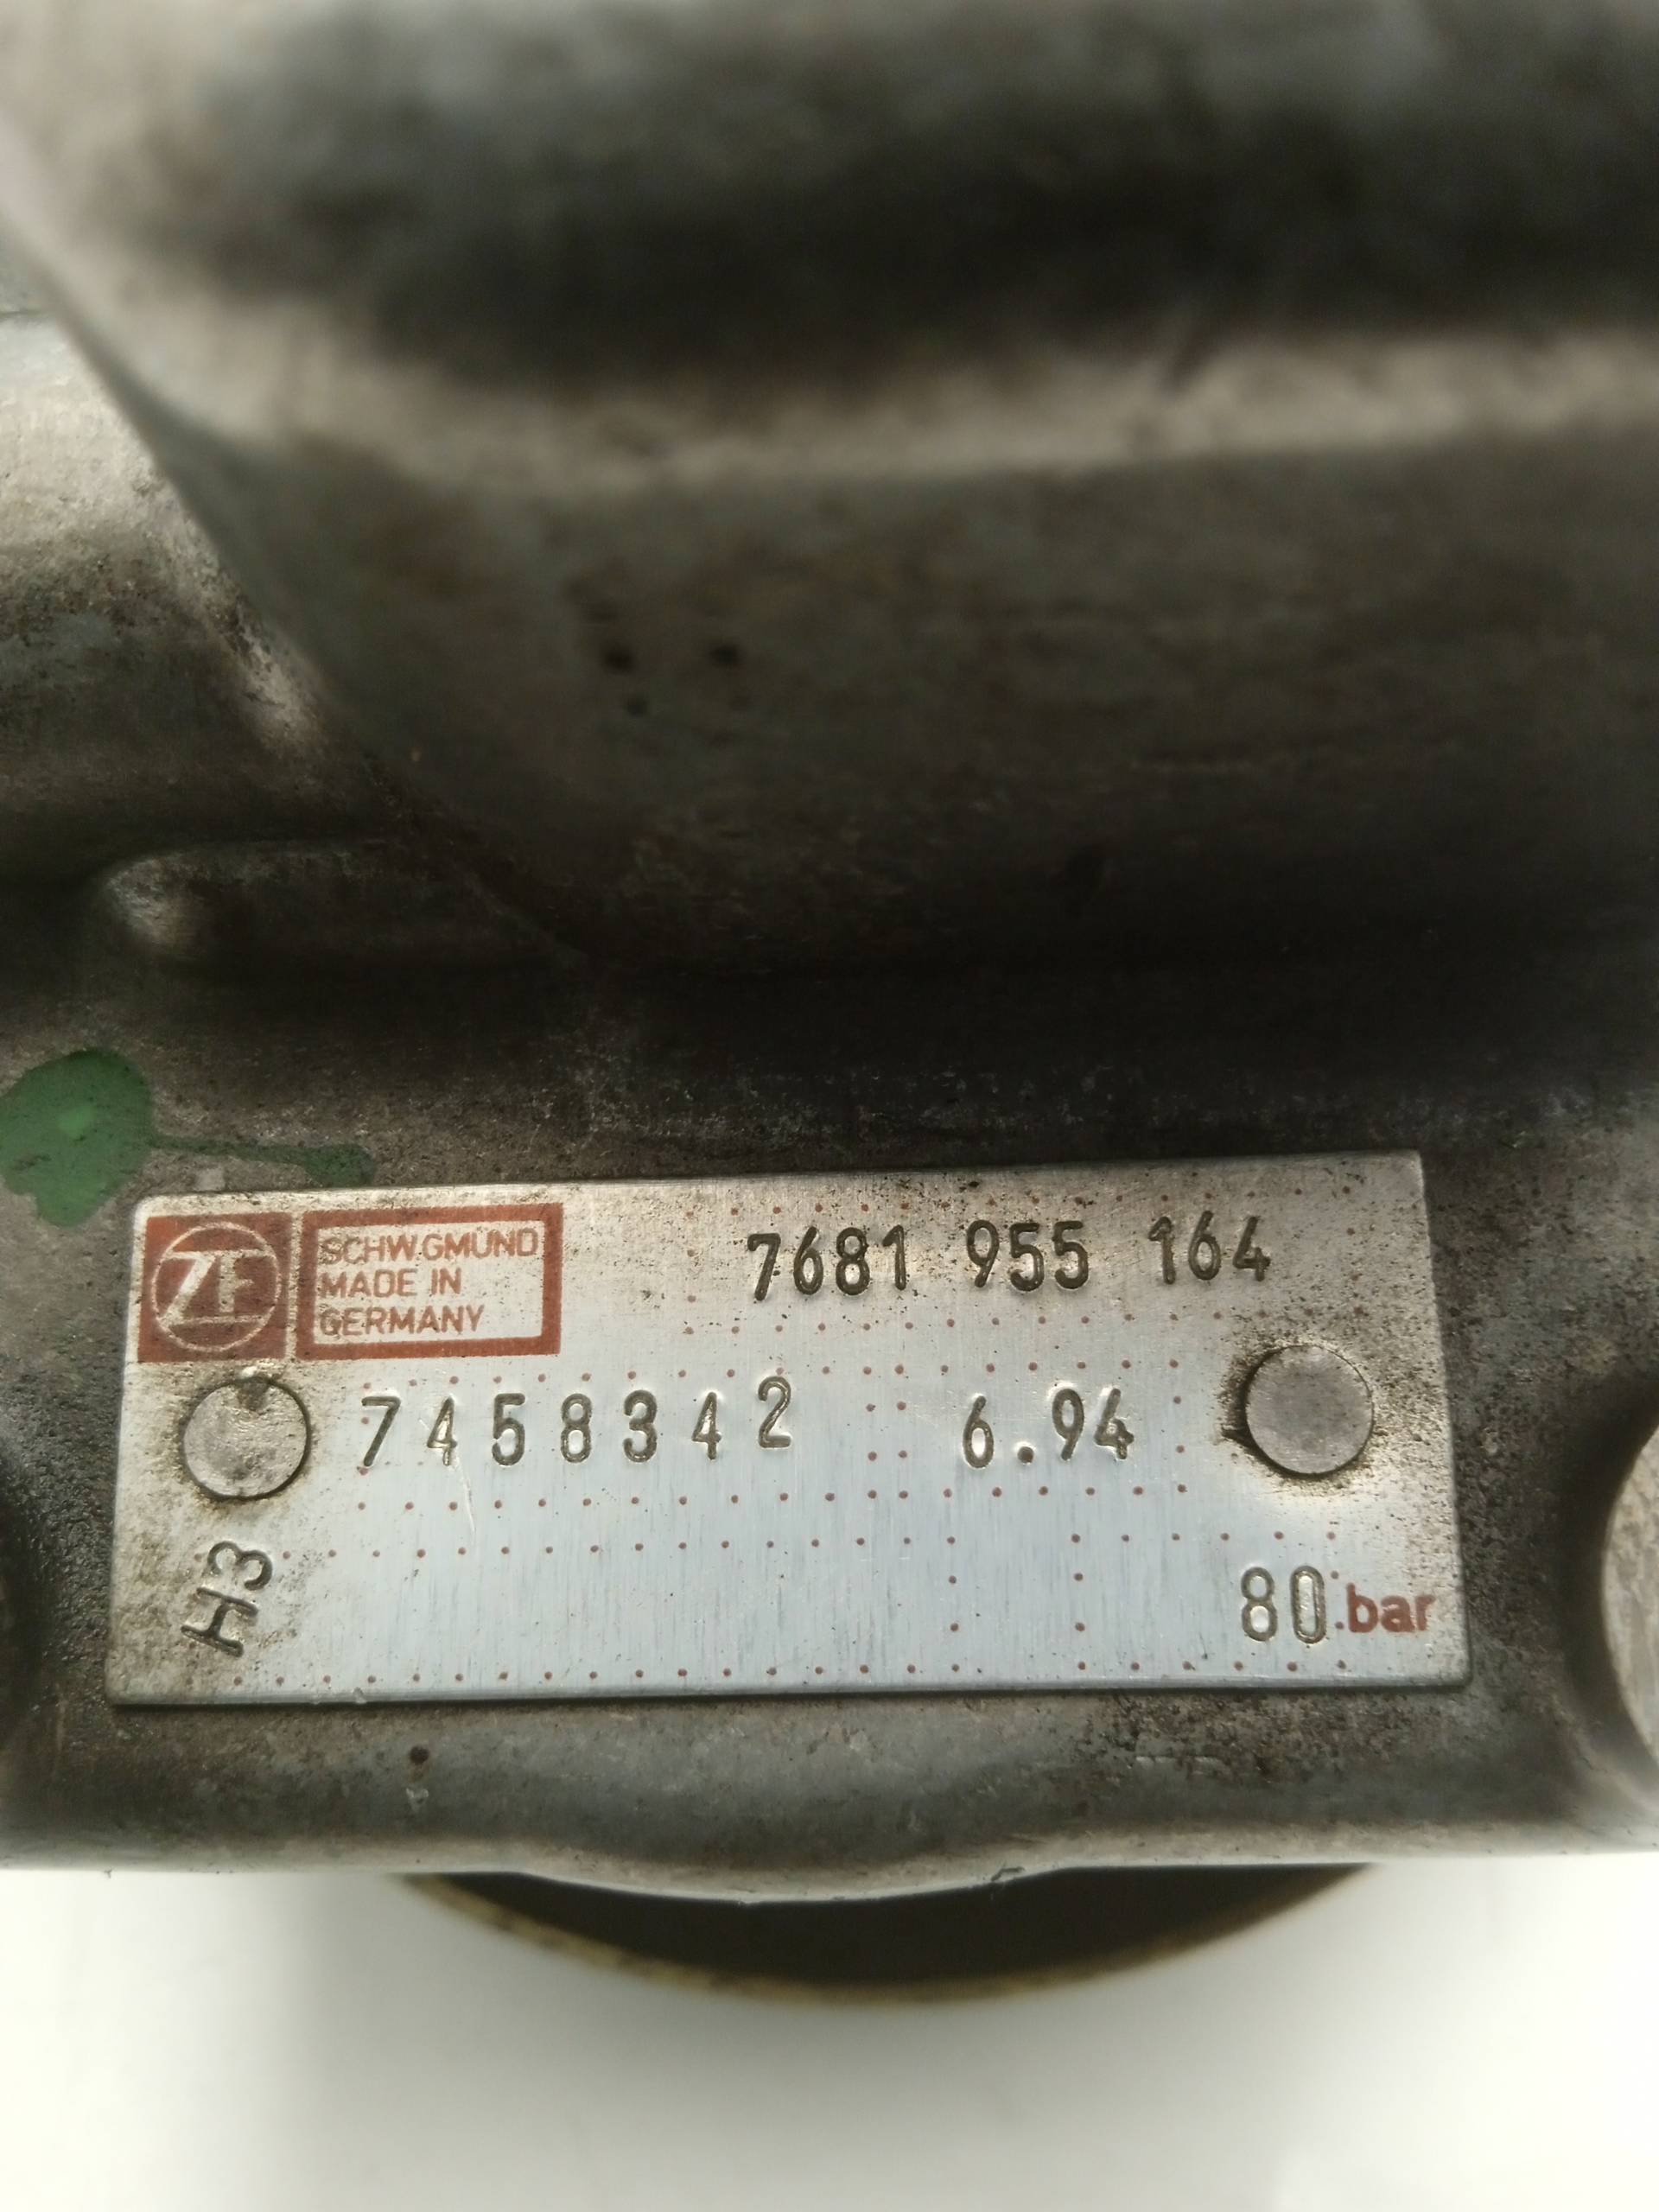 ZF
SCHW.GMÜND
MADE IN
GERMANY
7681 955 164
7458342 6.94
H3
80 bar